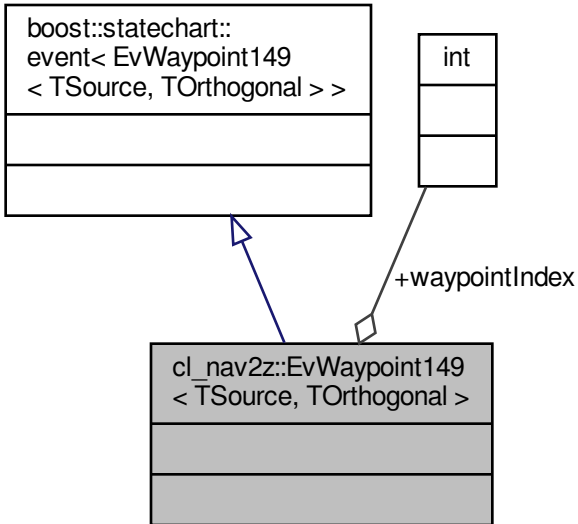 boost::statechart::
event< EvWaypoint149
< TSource, TOrthogonal > >
int
+waypointIndex
cl_nav2z::EvWaypoint149
< TSource, TOrthogonal >